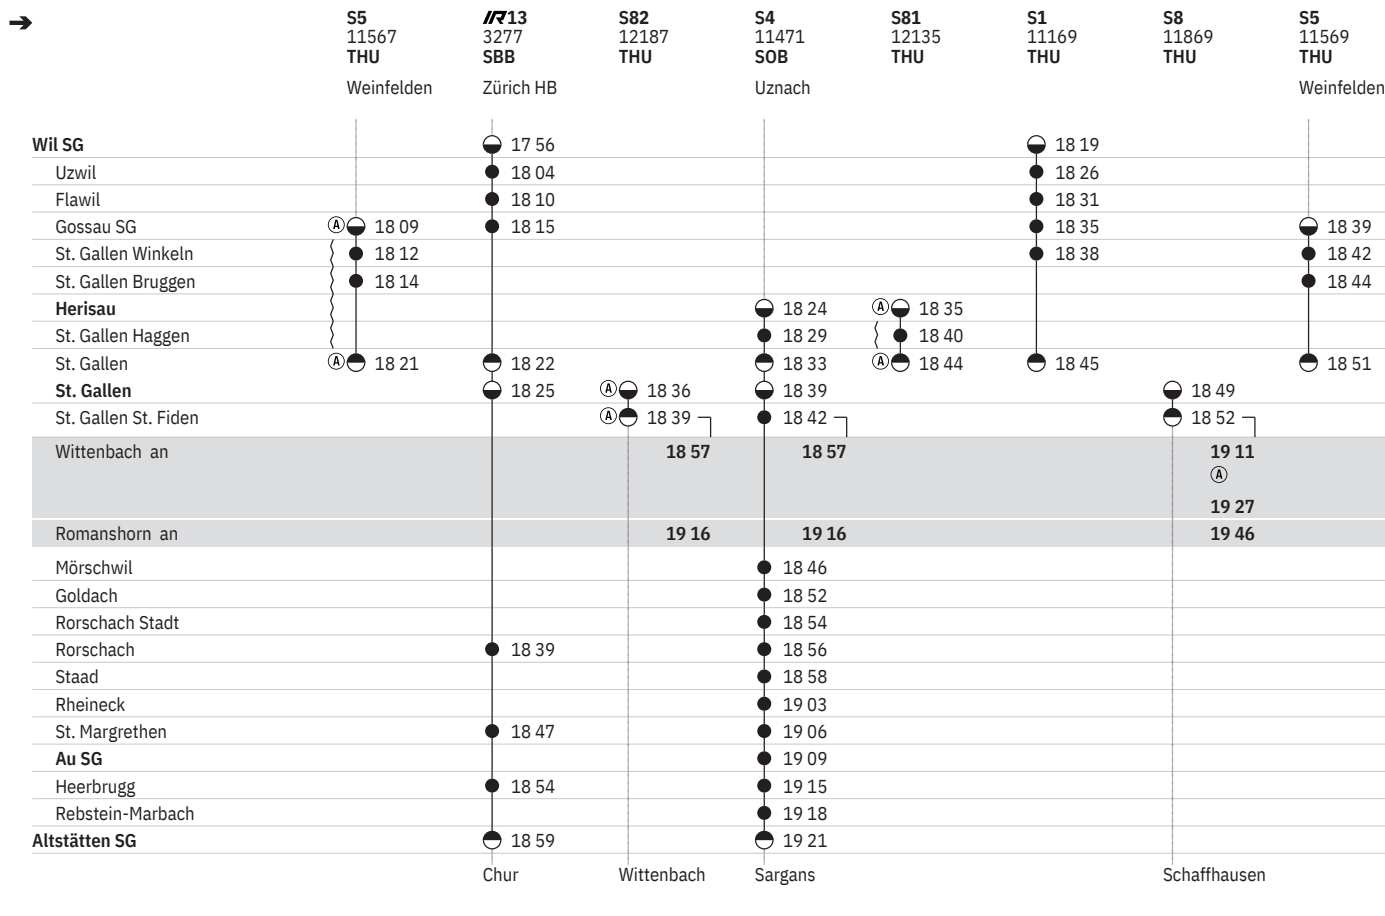 ➔ S5 IR13 S82 S4 S81 S1 S8 S5
11567 3277 12187 11471 12135 11169 11869 11569
THU SBB THU SOB THU THU THU THU
Weinfelden Zürich HB Uznach Weinfelden
Wil SG 17 56 18 19
Uzwil 18 04 18 26
Flawil 18 10 18 31
Gossau SG Ⓐ 18 09 18 15 18 35 18 39
St. Gallen Winkeln 18 12 18 38 18 42
St. Gallen Bruggen 18 14 18 44
Herisau 18 24 Ⓐ 18 35
St. Gallen Haggen 18 29 18 40
St. Gallen Ⓐ 18 21 18 22 18 33 Ⓐ 18 44 18 45 18 51
St. Gallen 18 25 Ⓐ 18 36 18 39 18 49
St. Gallen St. Fiden Ⓐ 18 39 18 42 18 52
Wittenbach an 18 57 18 57 19 11
Ⓐ
19 27
Romanshorn an 19 16 19 16 19 46
Mörschwil 18 46
Goldach 18 52
Rorschach Stadt 18 54
Rorschach 18 39 18 56
Staad 18 58
Rheineck 19 03
St. Margrethen 18 47 19 06
Au SG 19 09
Heerbrugg 18 54 19 15
Rebstein-Marbach 19 18
Altstätten SG 18 59 19 21
Chur Wittenbach Sargans Schaffhausen